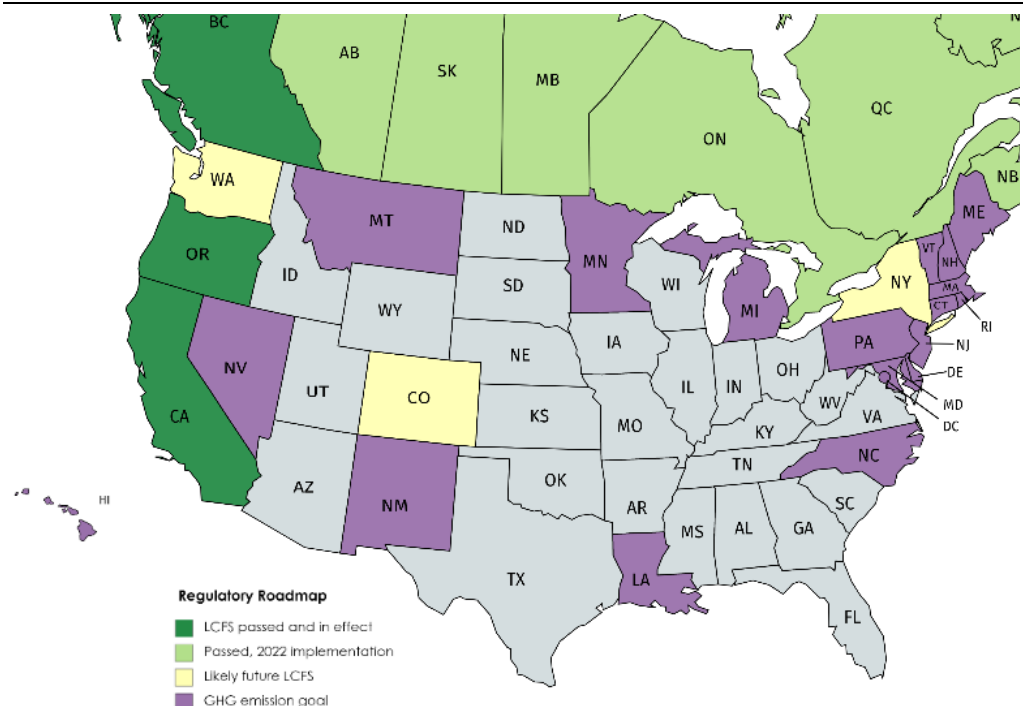 BC
AB
SK
MB
ON
QC
NB
N
WA
MT
ND
MN
ME
VT
NH
OR
ID
SD
WI
MI
NY
MA
CT
RI
WY
NE
IA
PA
NJ
NV
UT
CO
KS
IL
IN
OH
DE
MD
DC
WV
VA
CA
MO
KY
NC
AZ
NM
OK
AR
TN
SC
HI
TX
MS
AL
GA
LA
FL
Regulatory Roadmap
LCFS passed and in effect
Passed, 2022 implementation
Likely future LCFS
GHG emission goal